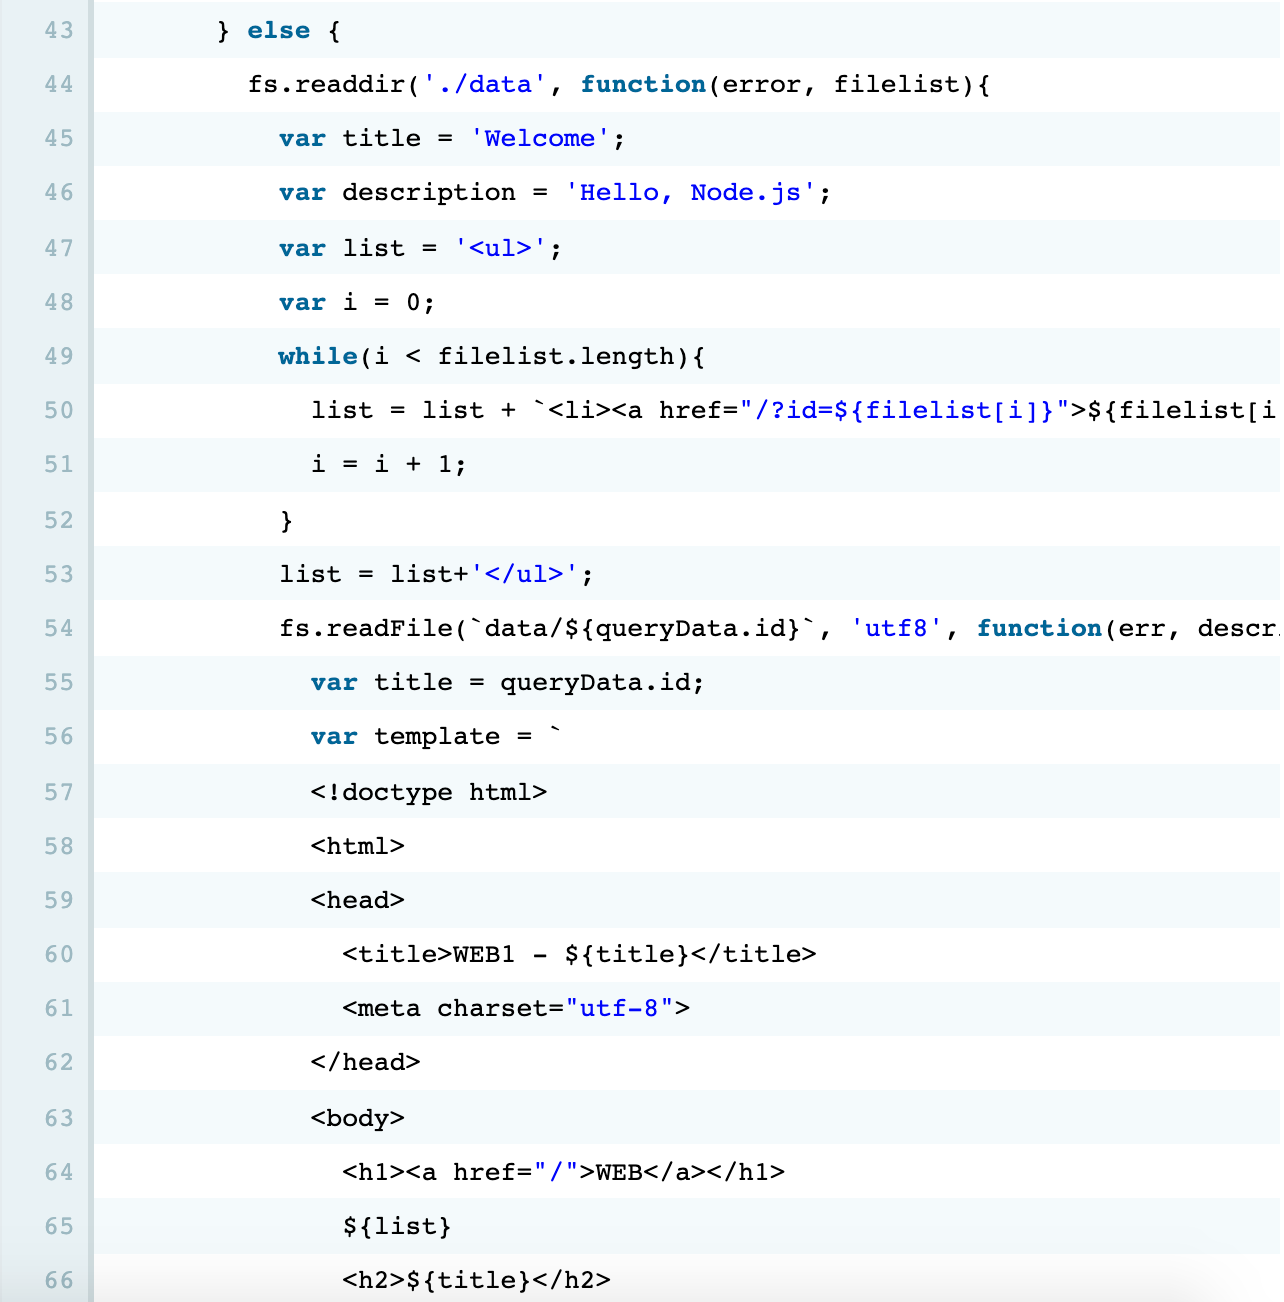 43 } else {
44 fs.readdir('./data', function(error, filelist){
45 var title = 'Welcome';
46 var description = 'Hello, Node.js';
47 var list = '<ul>';
48 var i = 0;
49 while(i < filelist.length){
50 list = list + `<li><a href="/?id=${filelist[i]}">${filelist[i
51 i = i + 1;
52 }
53 list = list+'</ul>';
54 fs.readFile(`data/${queryData.id}`, 'utf8', function(err, descr
55 var title = queryData.id;
56 var template = `
57 <!doctype html>
58 <html>
59 <head>
60 <title>WEB1 - ${title}</title>
61 <meta charset="utf-8">
62 </head>
63 <body>
64 <h1><a href="/">WEB</a></h1>
65 ${list}
66 <h2>${title}</h2>